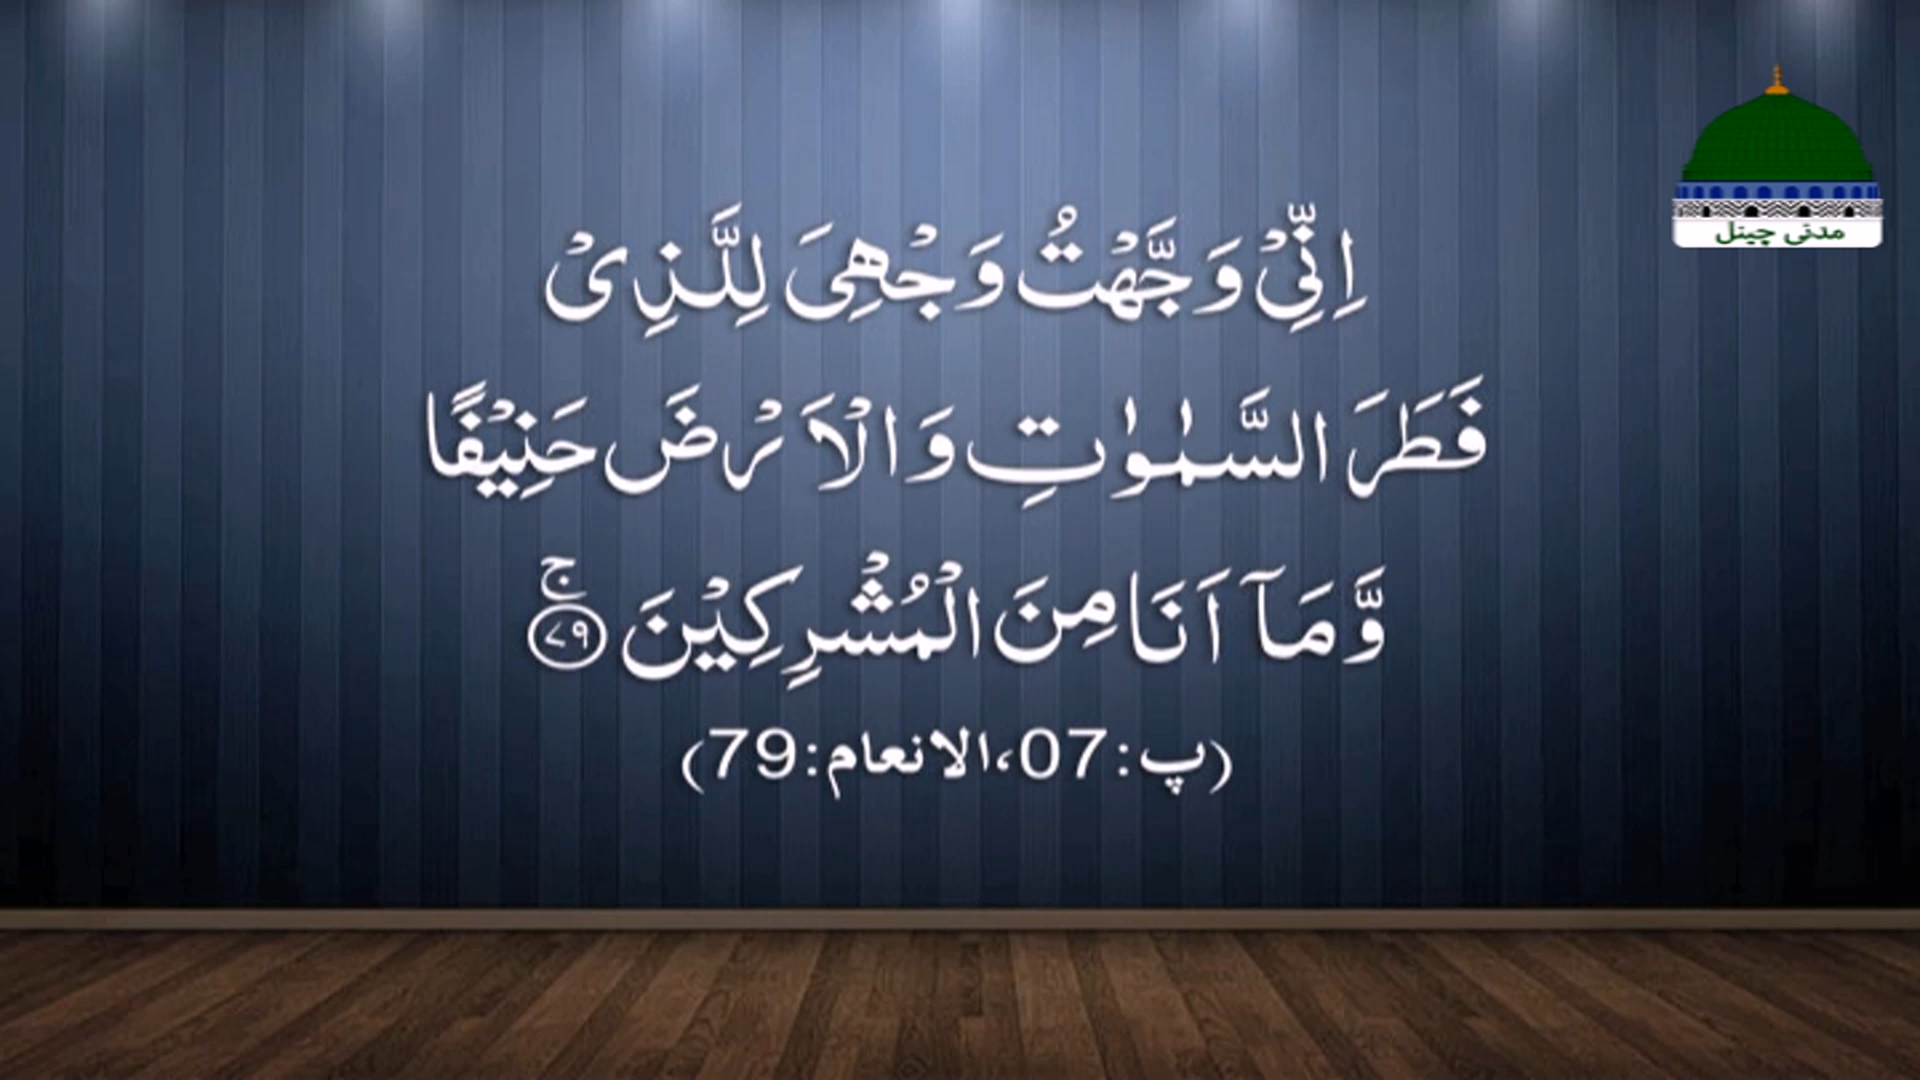 مدنی چینل
اِنِّیْ وَجَّهْتُ وَجْهِیَ لِلَّذِیْ
فَطَرَ السَّمٰوٰتِ وَالْاَرْضَ حَنِیْفًا
وَّمَاۤ اَنَا مِنَ الْمُشْرِكِیْنَ ۚ﴿۷۹﴾
(پ:07،الانعام:79)